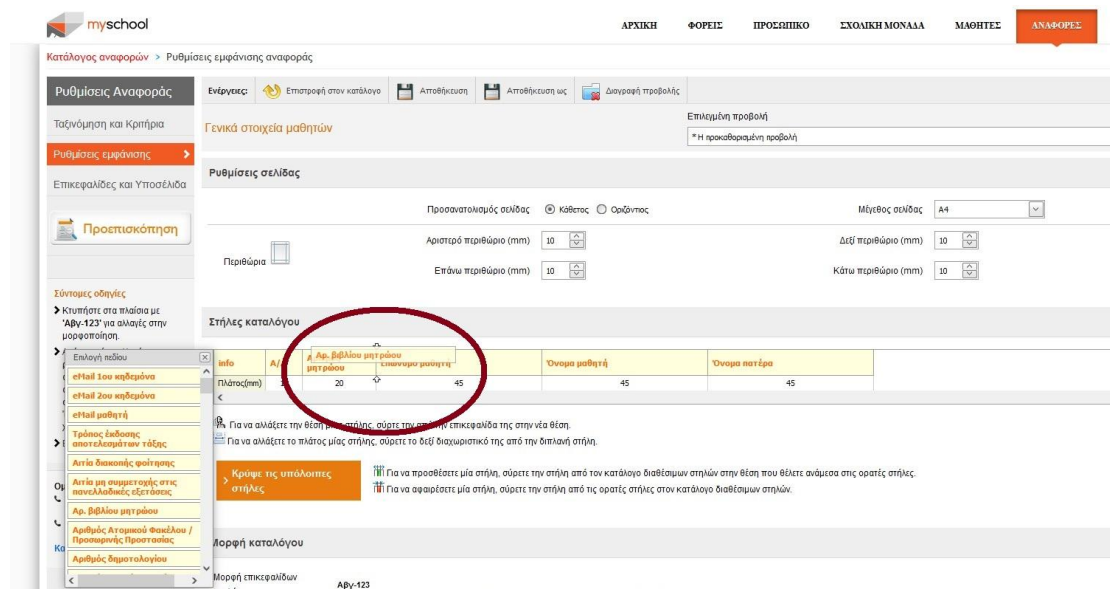 myschool
ΑΡΧΙΚΗ ΦΟΡΕΙΣ ΠΡΟΣΩΠΙΚΟ ΣΧΟΛΙΚΗ ΜΟΝΑΔΑ ΜΑΘΗΤΕΣ ΑΝΑΦΟΡΕΣ
Κατάλογος αναφορών > Ρυθμίσεις εμφάνισης αναφοράς
Ρυθμίσεις Αναφοράς
Ταξινόμηση και Κριτήρια
Ρυθμίσεις εμφάνισης
Επικεφαλίδες και Υποσέλιδα
Προεπισκόπηση
Σύντομες οδηγίες
Κτυπήστε στα πλαίσια με
'Αβγ-123' για αλλαγές στην
μορφοποίηση.
Ενέργειες: Επιστροφή στον κατάλογο Αποθήκευση Αποθήκευση ως Διαγραφή προβολής
Γενικά στοιχεία μαθητών
Επιλεγμένη προβολή
* Η προκαθορισμένη προβολή
Ρυθμίσεις σελίδας
Προσανατολισμός σελίδας Κάθετος Οριζόντιος Μέγεθος σελίδας A4
Περιθώρια
Αριστερό περιθώριο (mm) 10 Δεξί περιθώριο (mm) 10
Επάνω περιθώριο (mm) 10 Κάτω περιθώριο (mm) 10
Στήλες καταλόγου
Αρ. βιβλίου μητρώου
info Α/ μητρώου Επώνυμο μαθητή Όνομα μαθητή Όνομα πατέρα
Πλάτος(mm) 20 45 45 45
Για να αλλάξετε την θέση μίας στήλης, σύρτε την από την επικεφαλίδα της στην νέα θέση.
Για να αλλάξετε το πλάτος μίας στήλης, σύρετε το δεξί διαχωριστικό της από την διπλανή στήλη.
Κρύψε τις υπόλοιπες
στήλες
Για να προσθέσετε μία στήλη, σύρετε την στήλη από τον κατάλογο διαθέσιμων στηλών στην θέση που θέλετε ανάμεσα στις ορατές στήλες.
Για να αφαιρέσετε μία στήλη, σύρετε την στήλη από τις ορατές στήλες στον κατάλογο διαθέσιμων στηλών.
Μορφή καταλόγου
Μορφή επικεφαλίδων
Αβγ-123
Επιλογή πεδίου
eMail 1ου κηδεμόνα
eMail 2ου κηδεμόνα
eMail μαθητή
Τρόπος έκδοσης
αποτελεσμάτων τάξης
Αιτία διακοπής φοίτησης
Αιτία μη συμμετοχής στις
πανελλαδικές εξετάσεις
Αρ. βιβλίου μητρώου
Αριθμός Ατομικού Φακέλου /
Προσωρινής Προστασίας
Αριθμός δημοτολογίου